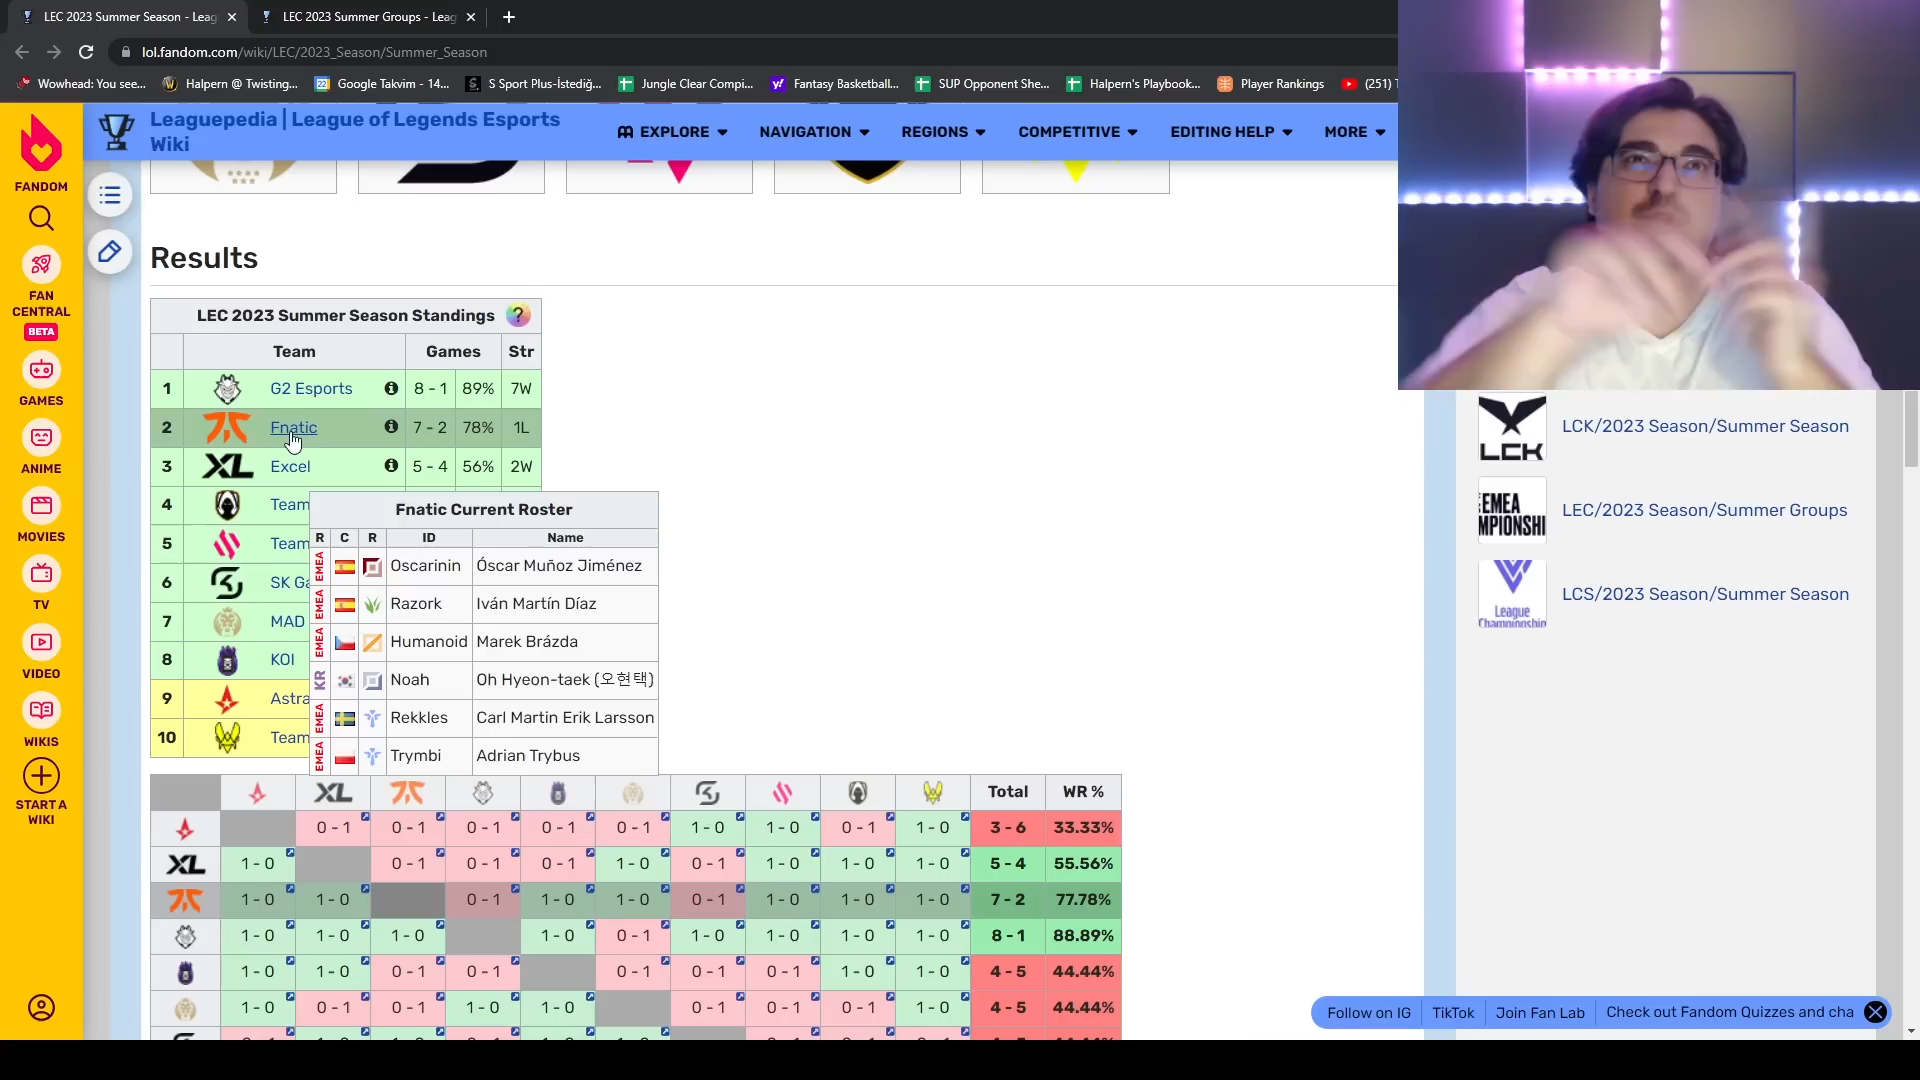 LEC 2023 Summer Season - Leag
LEC 2023 Summer Groups - Leag
lol.fandom.com/wiki/LEC/2023_Season/Summer_Season
Wowhead: You see...
Halpern @ Twisting...
Google Takvim - 14...
S Sport Plus-İstediğ...
Jungle Clear Compi...
Fantasy Basketball...
SUP Opponent She...
Halpern's Playbook...
Player Rankings
(251)
Leaguepedia | League of Legends Esports
Wiki
EXPLORE
NAVIGATION
REGIONS
COMPETITIVE
EDITING HELP
MORE
FANDOM
FAN
CENTRAL
BETA
GAMES
ANIME
MOVIES
TV
VIDEO
WIKIS
START A
WIKI
Results
LEC 2023 Summer Season Standings ?
Team Games Str
1 G2 Esports 8 - 1 89% 7W
2 Fnatic 7 - 2 78% 1L
3 XL Excel 5 - 4 56% 2W
4 Team
5 Team
6 SK Ga
7 MAD
8 KOI
9 Astra
10 Team
Fnatic Current Roster
R C R ID Name
EMEA Oscarinin Óscar Muñoz Jiménez
EMEA Razork Iván Martín Díaz
EMEA Humanoid Marek Brázda
KR Noah Oh Hyeon-taek (오현택)
EMEA Rekkles Carl Martin Erik Larsson
EMEA Trymbi Adrian Trybus
XL Total WR %
0 - 1 0 - 1 0 - 1 0 - 1 0 - 1 1 - 0 1 - 0 0 - 1 1 - 0 3 - 6 33.33%
XL 1 - 0 0 - 1 0 - 1 0 - 1 1 - 0 0 - 1 1 - 0 1 - 0 1 - 0 5 - 4 55.56%
1 - 0 1 - 0 0 - 1 1 - 0 1 - 0 0 - 1 1 - 0 1 - 0 1 - 0 7 - 2 77.78%
1 - 0 1 - 0 1 - 0 1 - 0 0 - 1 1 - 0 1 - 0 1 - 0 1 - 0 8 - 1 88.89%
1 - 0 1 - 0 0 - 1 0 - 1 0 - 1 0 - 1 0 - 1 1 - 0 1 - 0 4 - 5 44.44%
1 - 0 0 - 1 0 - 1 1 - 0 1 - 0 0 - 1 0 - 1 0 - 1 1 - 0 4 - 5 44.44%
LCK
LCK/2023 Season/Summer Season
EMEA
MPIONSHI
LEC/2023 Season/Summer Groups
League
Championship
LCS/2023 Season/Summer Season
Follow on IG
TikTok
Join Fan Lab
Check out Fandom Quizzes and cha